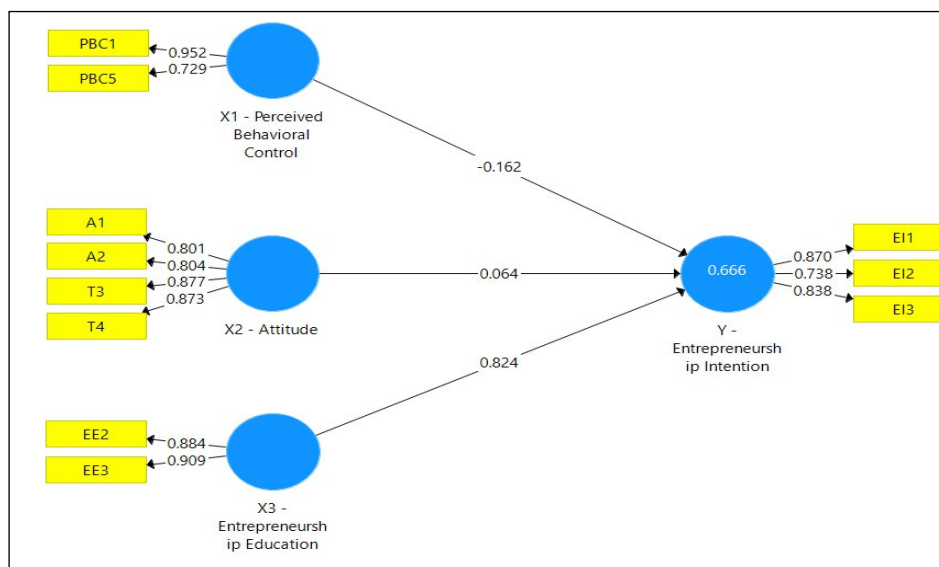 PBC1
0.952
PBC5
0.729
X1 - Perceived
Behavioral
Control
-0.162
A1
0.801
A2
0.804
T3
0.877
T4
0.873
X2 - Attitude
0.064
EE2
0.884
EE3
0.909
X3 -
Entrepreneursh
ip Education
0.824
0.666
Y -
Entrepreneursh
ip Intention
0.870
EI1
0.738
EI2
0.838
EI3